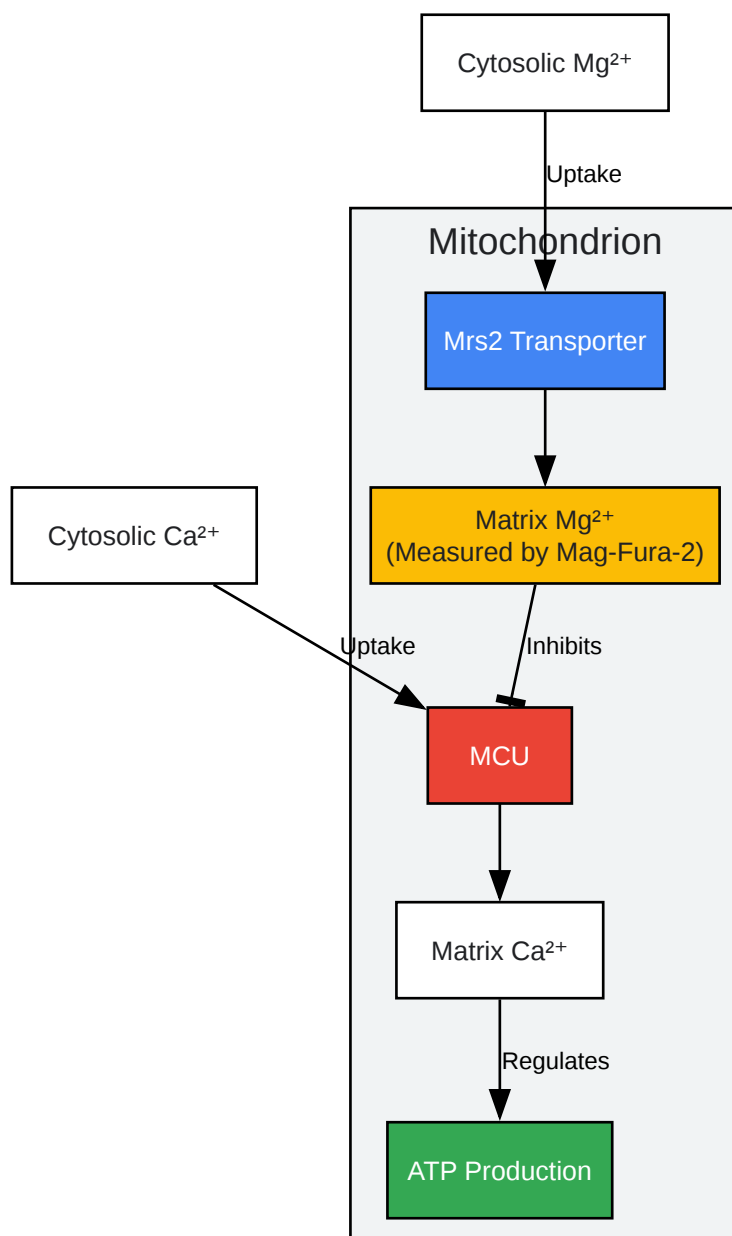 Cytosolic Mg²⁺
Uptake
Mitochondrion
Mrs2 Transporter
Cytosolic Ca²⁺
Matrix Mg²⁺
(Measured by Mag-Fura-2)
Uptake
Inhibits
MCU
Matrix Ca²⁺
Regulates
ATP Production